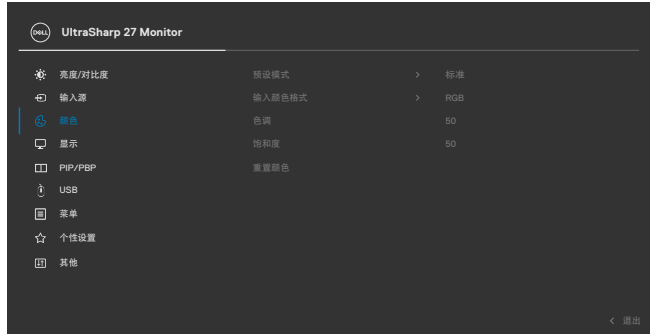 DELL UltraSharp 27 Monitor
亮度/对比度 预设模式 > 标准
输入源 输入颜色格式 > RGB
颜色 色调 50
显示 饱和度 50
PIP/PBP 重置颜色
USB
菜单
个性设置
其他
< 退出